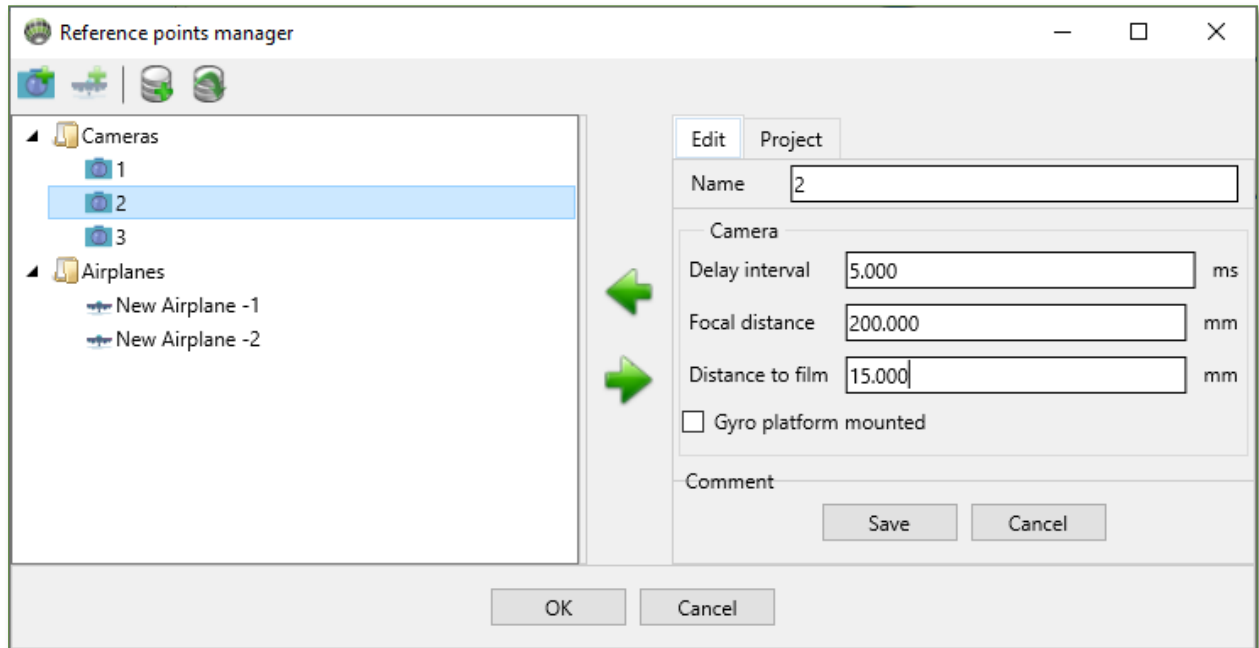 Reference points manager
Cameras
1
2
3
Airplanes
New Airplane -1
New Airplane -2
Edit Project
Name 2
Camera
Delay interval 5.000 ms
Focal distance 200.000 mm
Distance to film 15.000 mm
Gyro platform mounted
Comment
Save Cancel
OK Cancel